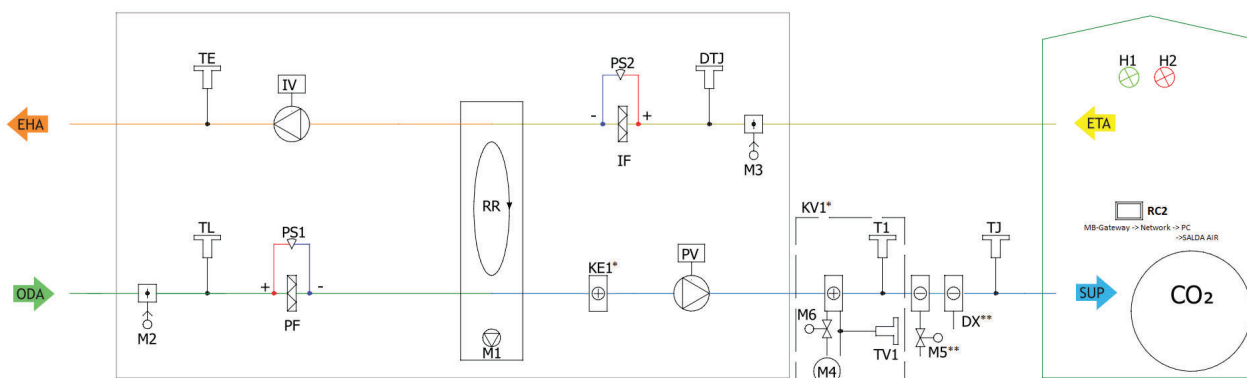 TE
IV
PS2
DTJ
H1 H2
EHA
- +
ETA
IF
M3
KV1*
RR
RC2
MB-Gateway -> Network -> PC
->SALDA AIR
TL
PS1
T1
TJ
KE1*
PV
ODA
+ -
SUP
CO₂
M6
DX**
PF
M2
M1
TV1
M5**
M4